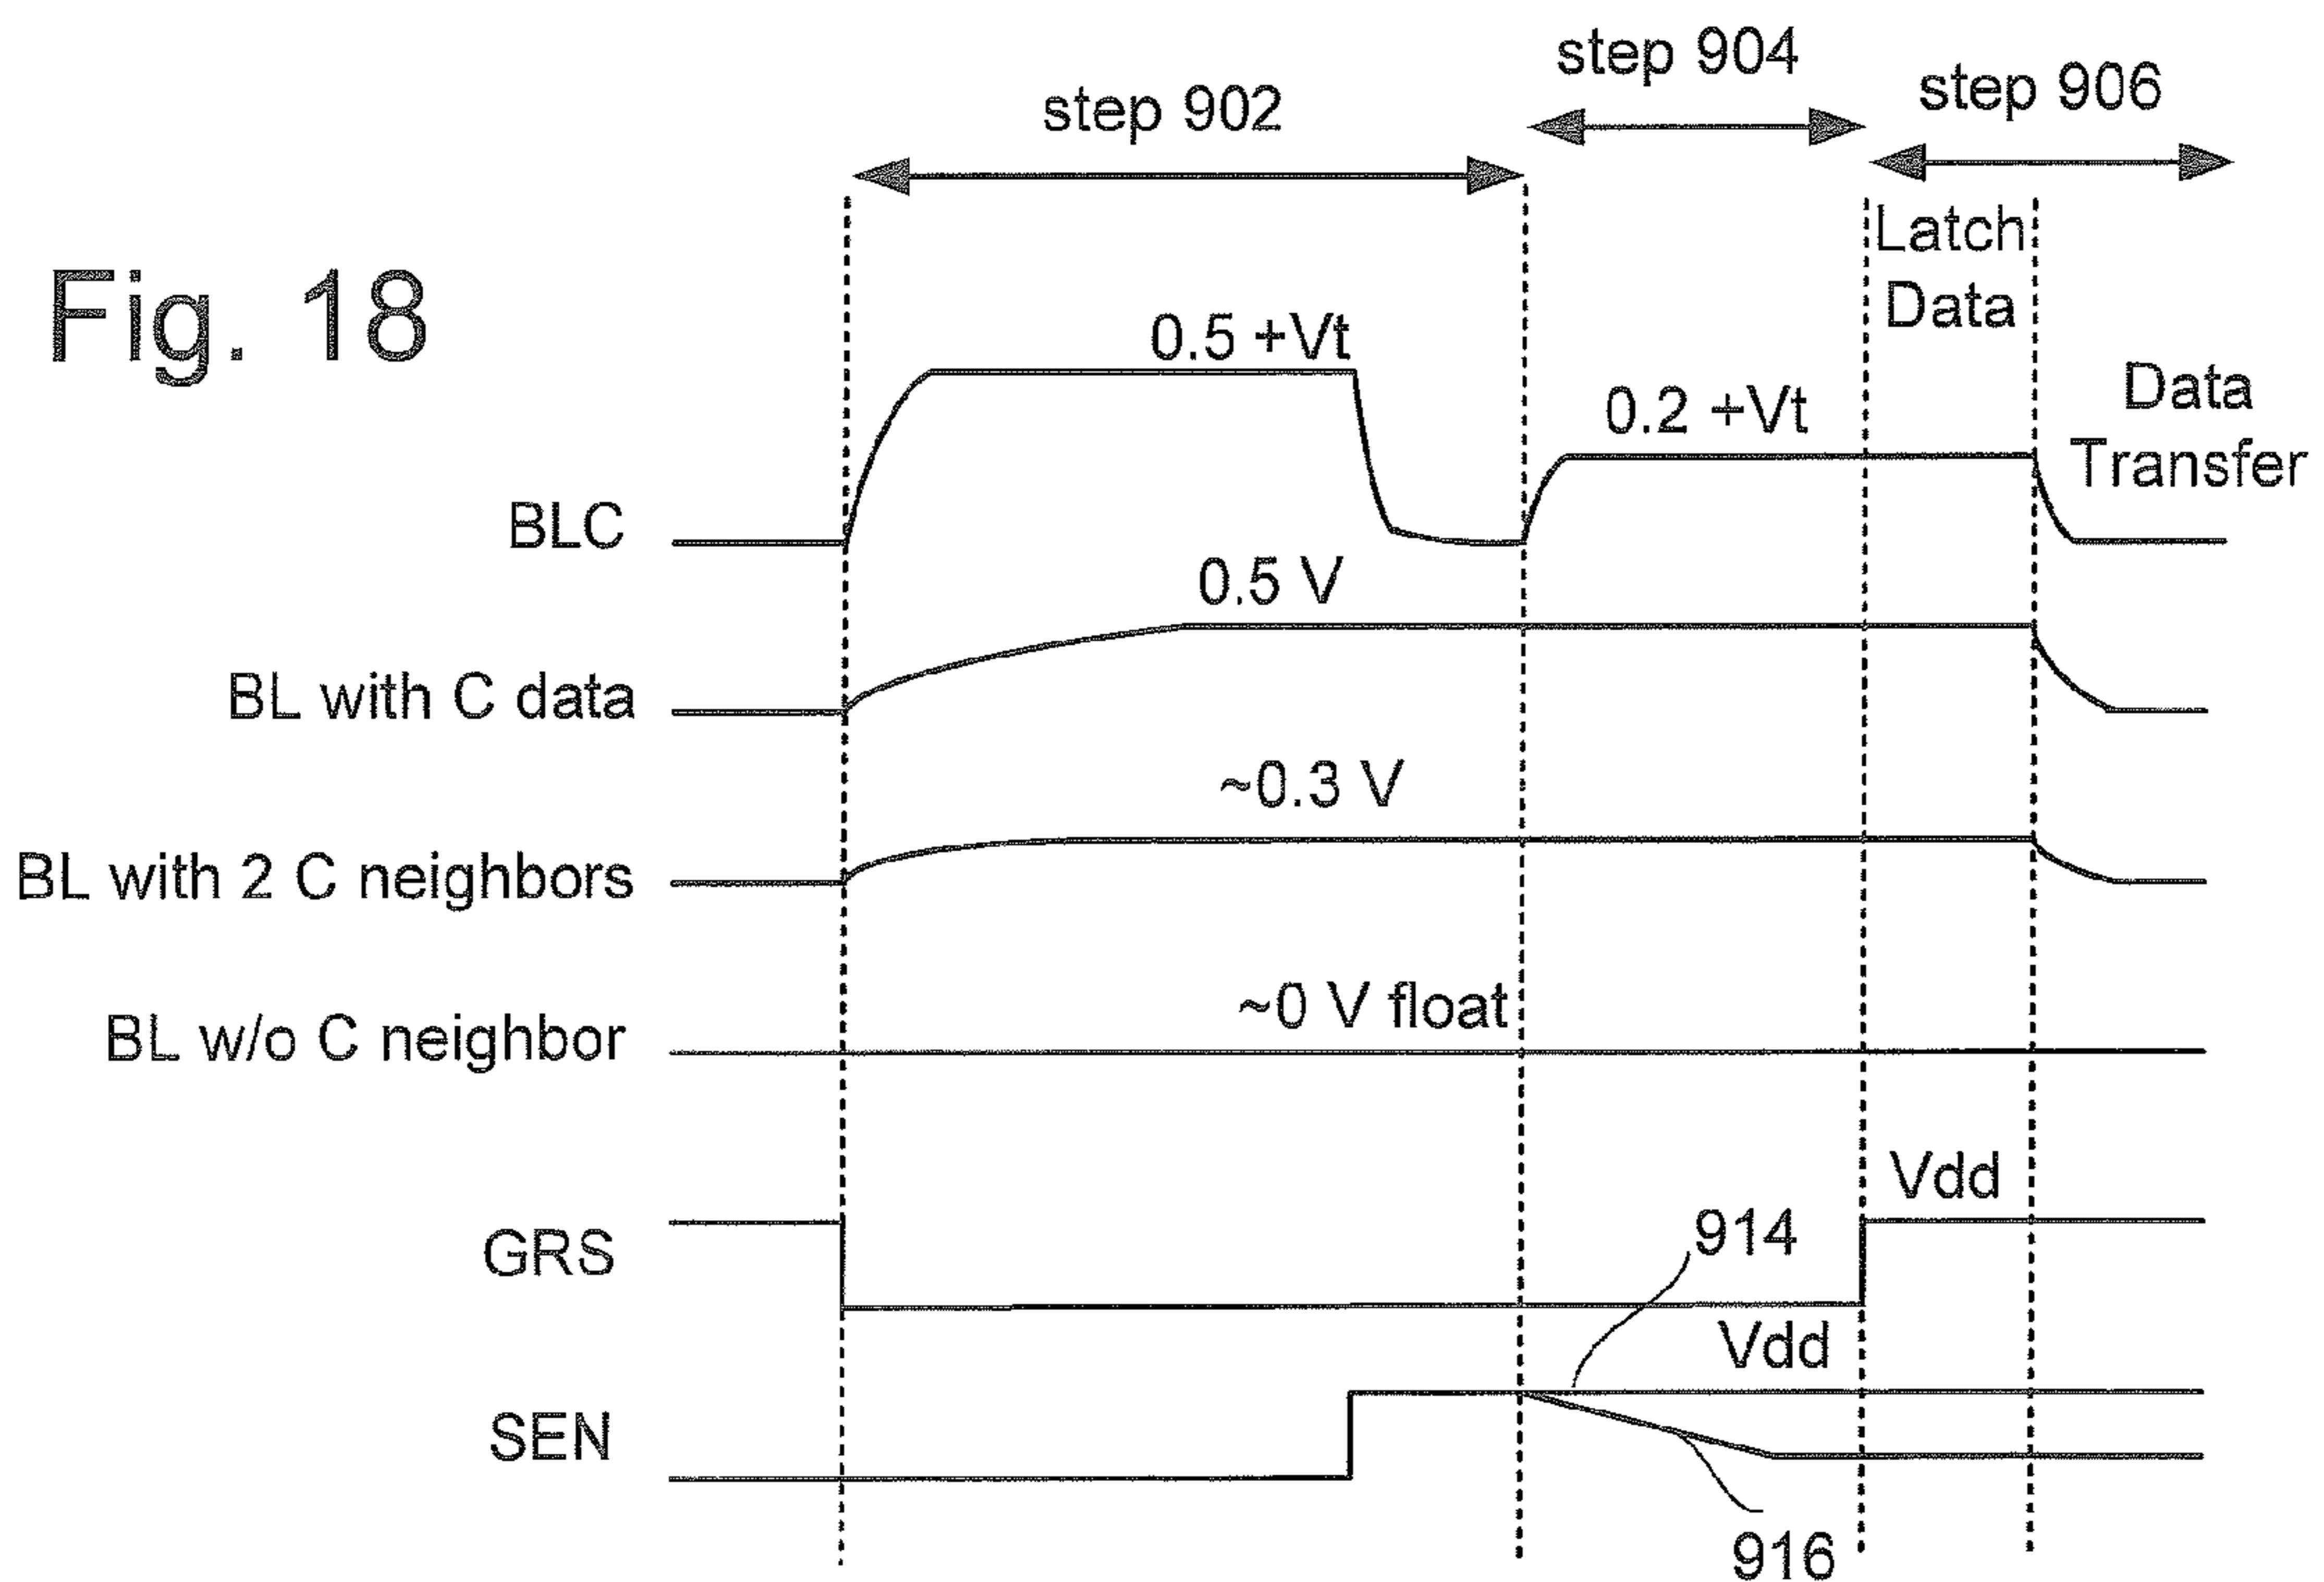 step 904
step 906
step 902
Latch
Data
Fig. 18
0.5 +Vt
0.2 +Vt
Data
Transfer
BLC
0.5 V
BL with C data
~0.3 V
BL with 2 C neighbors
~0 V float
BL w/o C neighbor
Vdd
914
GRS
Vdd
SEN
916